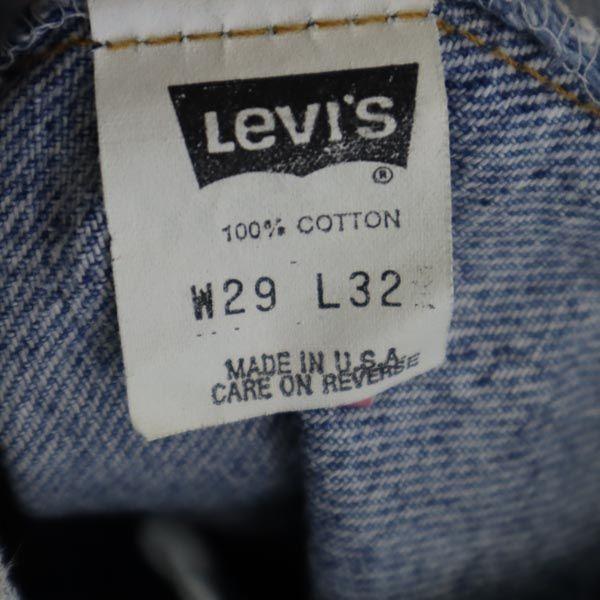 Levi's
®
100% COTTON
W29 L32
MADE IN U.S.A.
CARE ON REVERSE